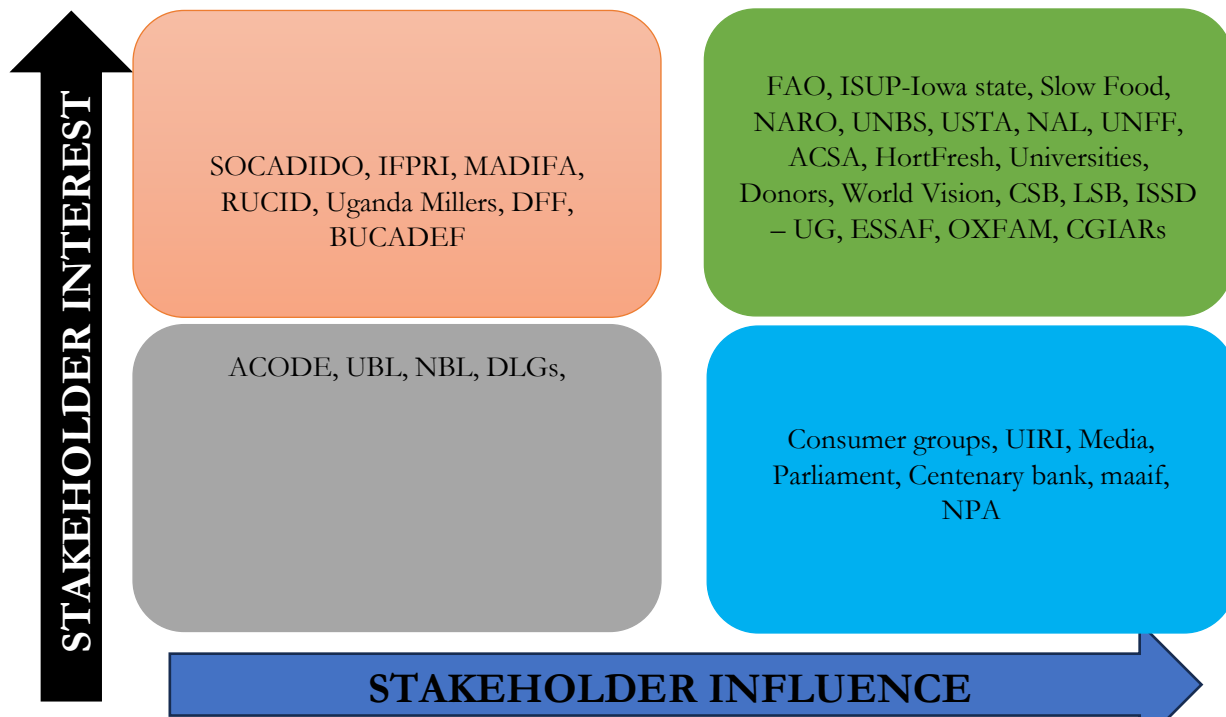 STAKEHOLDER INTEREST
SOCADIDO, IFPRI, MADIFA,
RUCID, Uganda Millers, DFF,
BUCADEF
FAO, ISUP-Iowa state, Slow Food,
NARO, UNBS, USTA, NAL, UNFF,
ACSA, HortFresh, Universities,
Donors, World Vision, CSB, LSB, ISSD
– UG, ESSAF, OXFAM, CGIARs
ACODE, UBL, NBL, DLGs,
Consumer groups, UIRI, Media,
Parliament, Centenary bank, maaif,
NPA
STAKEHOLDER INFLUENCE